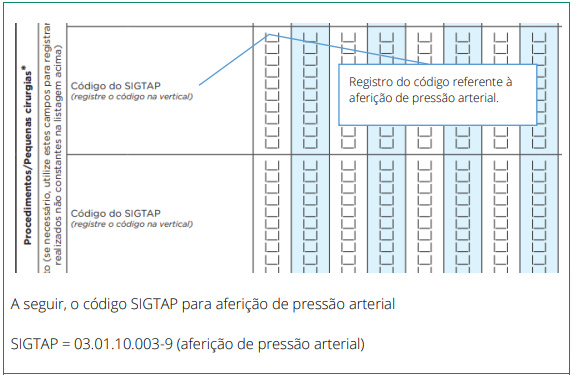 Procedimentos/Pequenas cirurgias*
to (se necessário, utilize estes campos para registrar
realizados não constantes na listagem acima)
Código do SIGTAP
(registre o código na vertical)
Registro do código referente à
aferição de pressão arterial.
Código do SIGTAP
(registre o código na vertical)
A seguir, o código SIGTAP para aferição de pressão arterial
SIGTAP = 03.01.10.003-9 (aferição de pressão arterial)